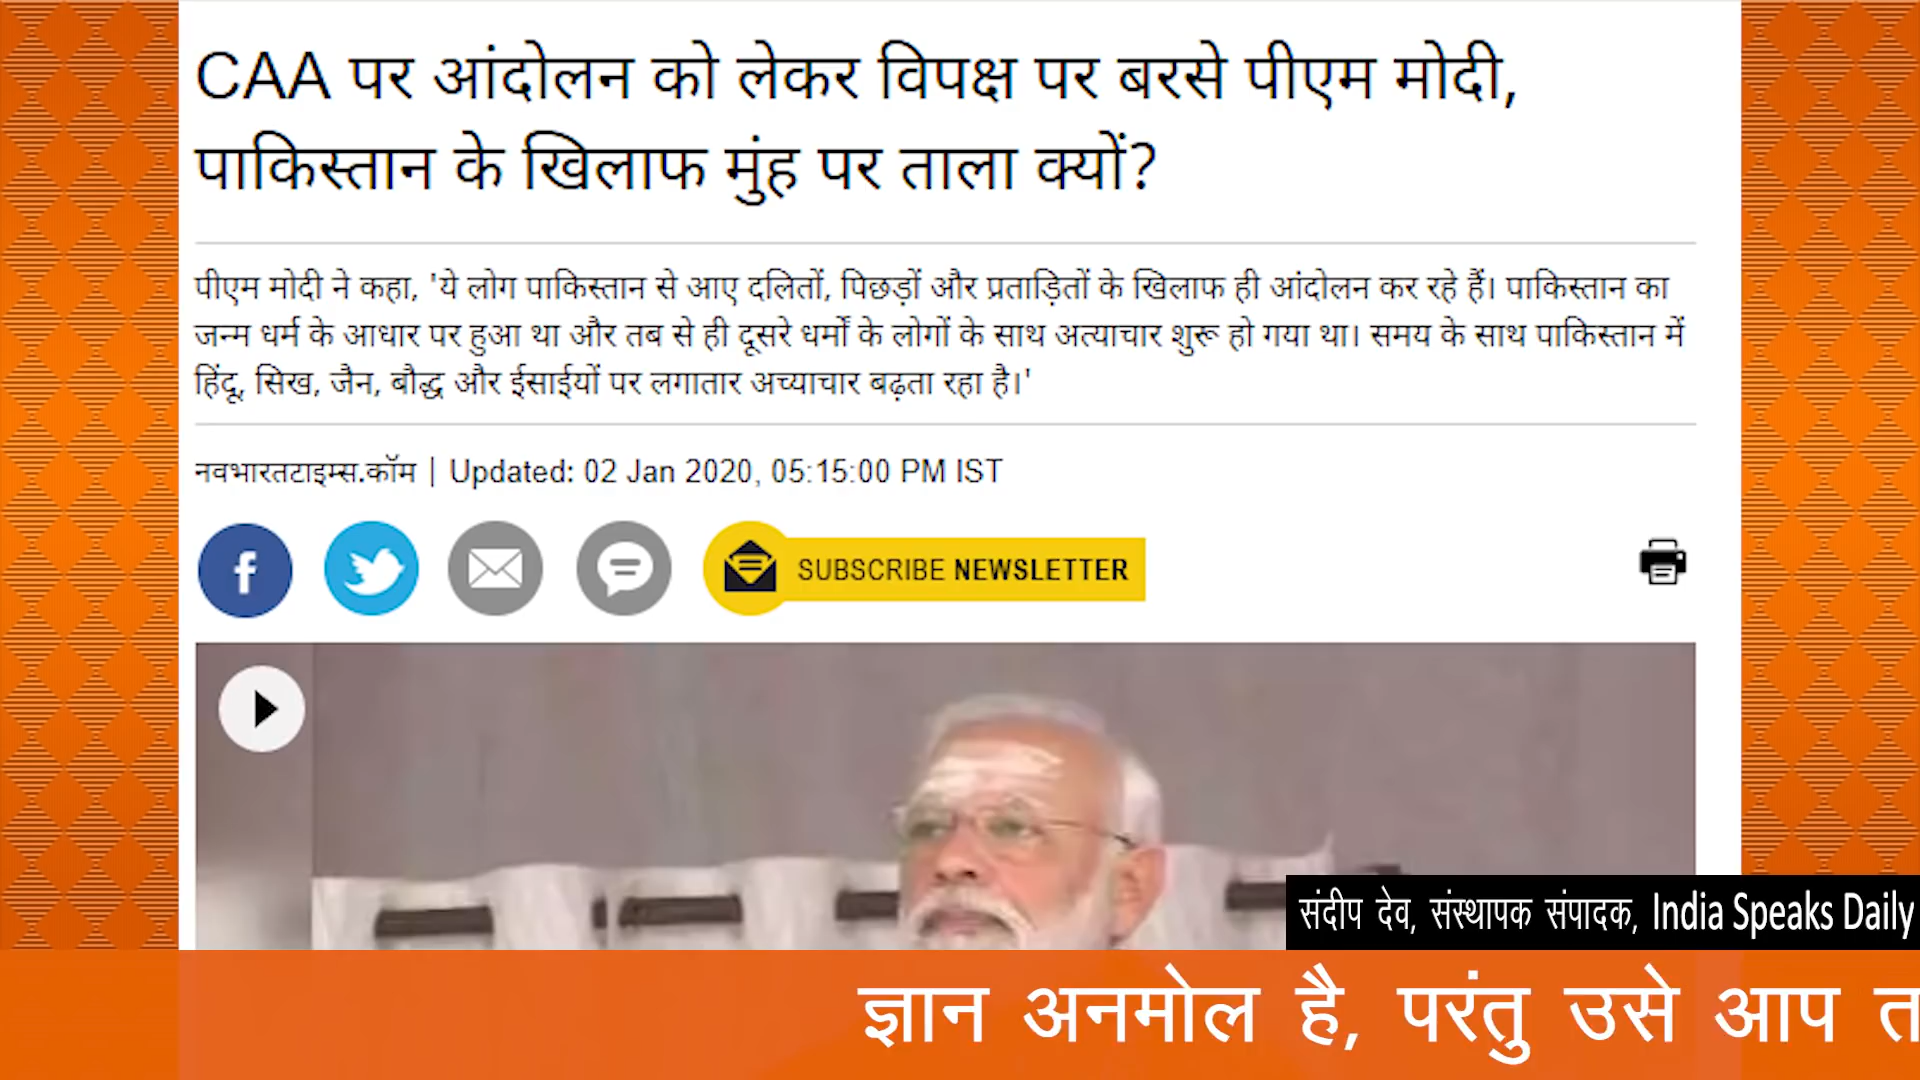 CAA पर आंदोलन को लेकर विपक्ष पर बरसे पीएम मोदी,
पाकिस्तान के खिलाफ मुंह पर ताला क्यों?
पीएम मोदी ने कहा, 'ये लोग पाकिस्तान से आए दलितों, पिछड़ों और प्रताड़ितों के खिलाफ ही आंदोलन कर रहे हैं। पाकिस्तान का
जन्म धर्म के आधार पर हुआ था और तब से ही दूसरे धर्मों के लोगों के साथ अत्याचार शुरू हो गया था। समय के साथ पाकिस्तान में
हिंदू, सिख, जैन, बौद्ध और ईसाईयों पर लगातार अच्याचार बढ़ता रहा है।'
नवभारतटाइम्स.कॉम | Updated: 02 Jan 2020, 05:15:00 PM IST
SUBSCRIBE NEWSLETTER
संदीप देव, संस्थापक संपादक, India Speaks Daily
ज्ञान अनमोल है, परंतु उसे आप